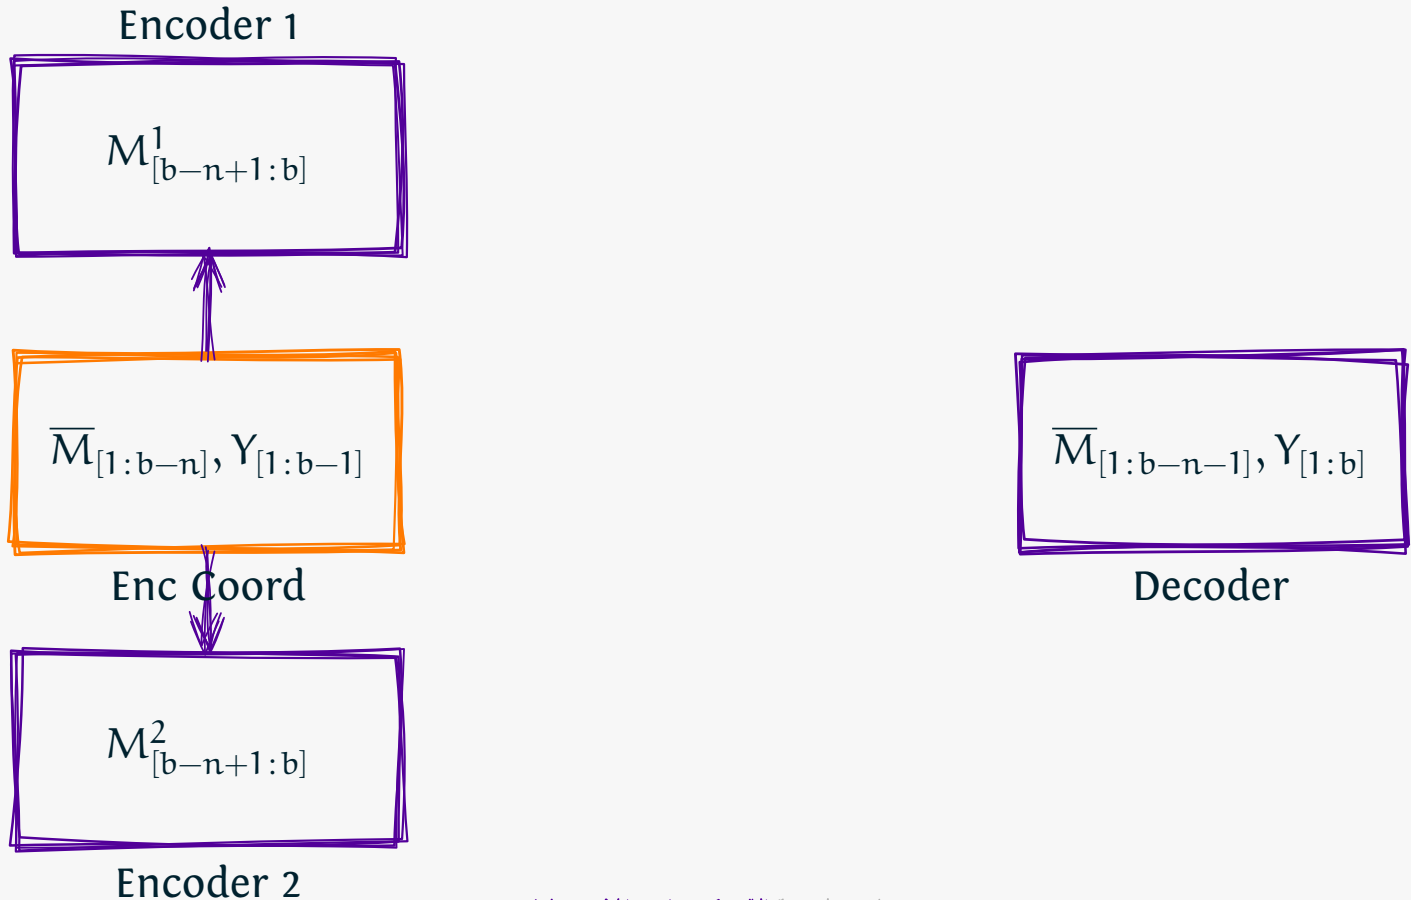 Encoder 1
M^1_{[b−n+1:b]}
M̅_{[1:b−n]}, Y_{[1:b−1]}
Enc Coord
M^2_{[b−n+1:b]}
Encoder 2
M̅_{[1:b−n−1]}, Y_{[1:b]}
Decoder